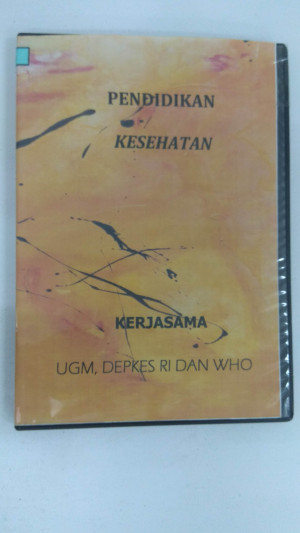 PENDIDIKAN
KESEHATAN
KERJASAMA
UGM, DEPKES RI DAN WHO